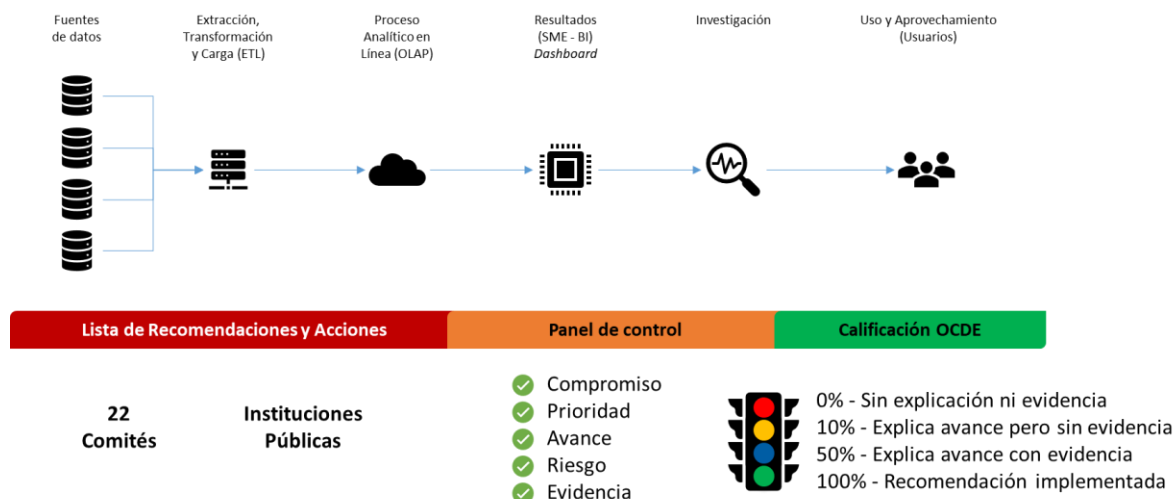 Fuentes
de datos
Extracción,
Transformación
y Carga (ETL)
Proceso
Analítico en
Línea (OLAP)
Resultados
(SME - BI)
Dashboard
Investigación
Uso y Aprovechamiento
(Usuarios)
Lista de Recomendaciones y Acciones
Panel de control
Calificación OCDE
22
Comités
Instituciones
Públicas
Compromiso
Prioridad
Avance
Riesgo
Evidencia
0% - Sin explicación ni evidencia
10% - Explica avance pero sin evidencia
50% - Explica avance con evidencia
100% - Recomendación implementada